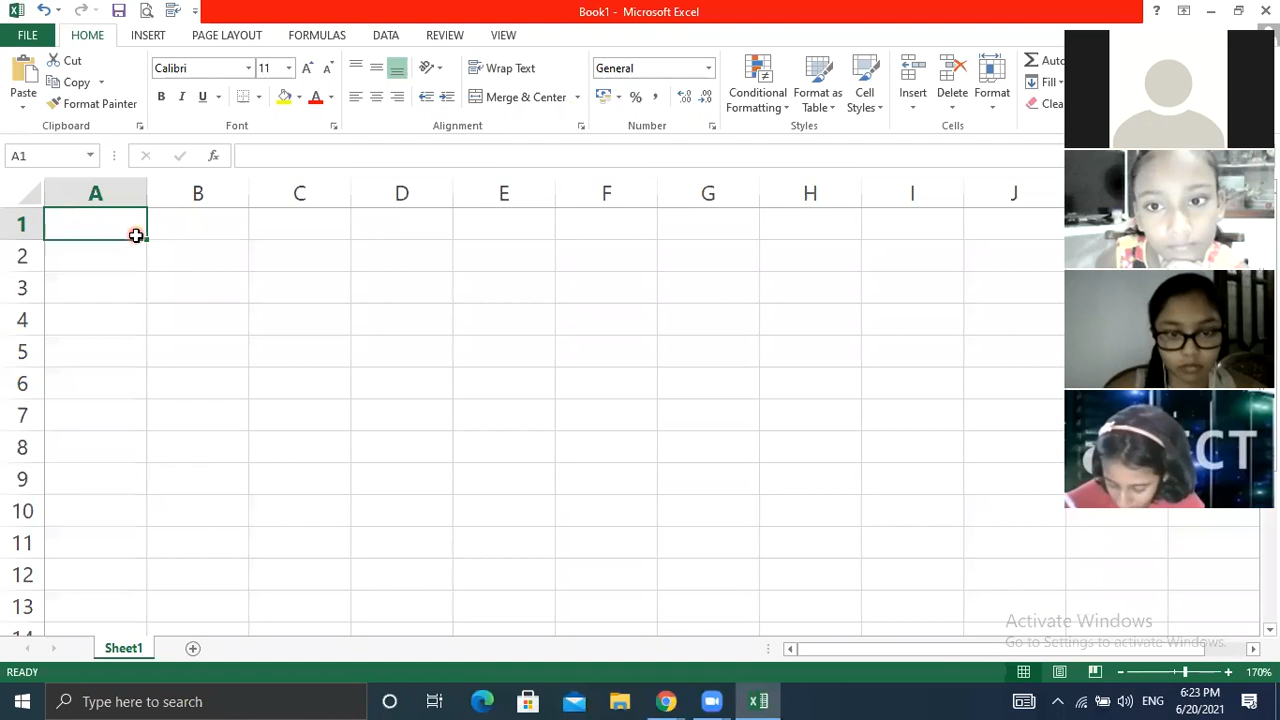 Book1 - Microsoft Excel
?
FILE HOME INSERT PAGE LAYOUT FORMULAS DATA REVIEW VIEW
Paste
Cut
Copy
Format Painter
Clipboard
Calibri 11
B I U
Font
Wrap Text
Merge & Center
Alignment
General
% ,
Number
Conditional Formatting
Format as Table
Cell Styles
Styles
Insert Delete Format
Cells
Auto
Fill
Clea
A1 fx
A B C D E F G H I J
1
2
3
4
5
6
7
8
9
10
11
12
13
14
ECT
Activate Windows
Go to Settings to activate Windows.
Sheet1
READY
170%
Type here to search
ENG
6:23 PM
6/20/2021